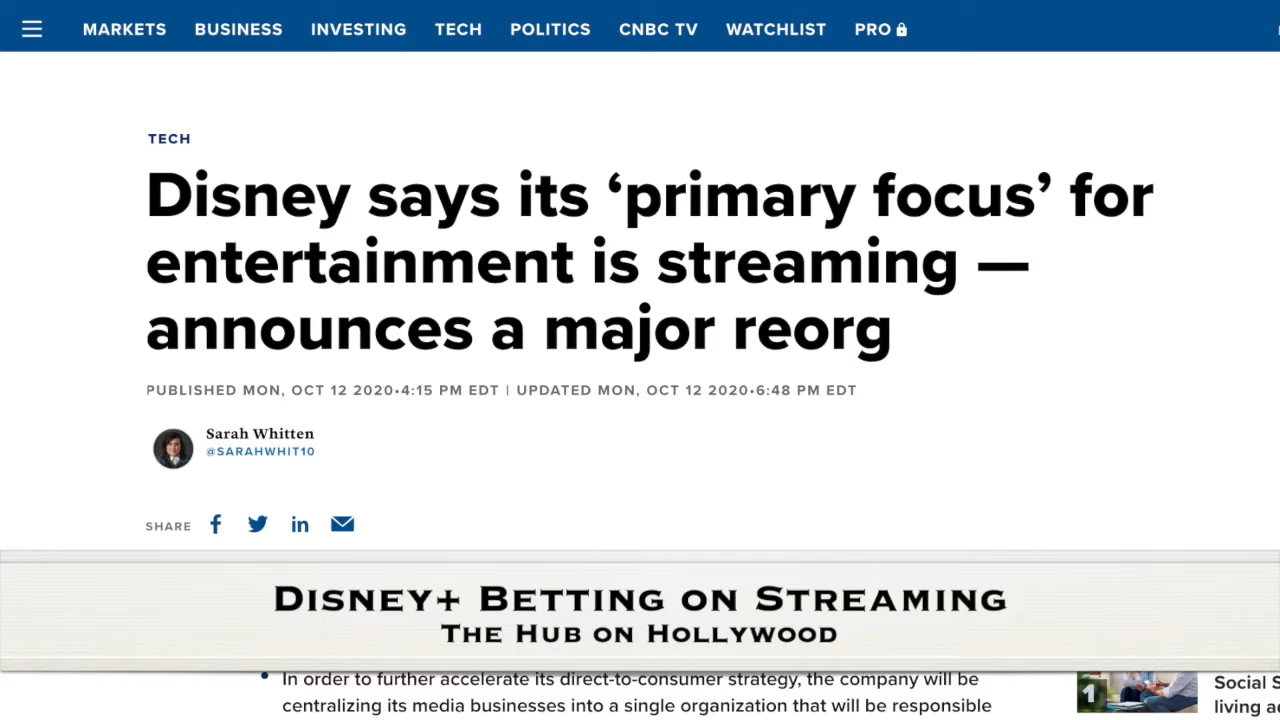 MARKETS BUSINESS INVESTING TECH POLITICS CNBC TV WATCHLIST PRO
TECH
Disney says its ‘primary focus’ for
entertainment is streaming —
announces a major reorg
PUBLISHED MON, OCT 12 2020•4:15 PM EDT | UPDATED MON, OCT 12 2020•6:48 PM EDT
Sarah Whitten
@SARAHWHIT10
SHARE
Disney+ Betting on Streaming
The Hub on Hollywood
• In order to further accelerate its direct-to-consumer strategy, the company will be
centralizing its media businesses into a single organization that will be responsible
1
Social S
living a